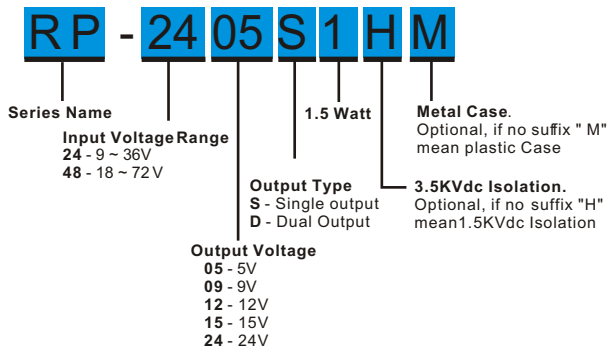 RP - 24 05 S 1 H M
Series Name
Input Voltage Range
24 - 9 ~ 36V
48 - 18 ~ 72 V
Output Voltage
05 - 5V
09 - 9V
12 - 12V
15 - 15V
24 - 24V
Output Type
S - Single output
D - Dual Output
1.5 Watt
3.5KVdc Isolation.
Optional, if no suffix "H"
mean1.5KVdc Isolation
Metal Case.
Optional, if no suffix " M"
mean plastic Case